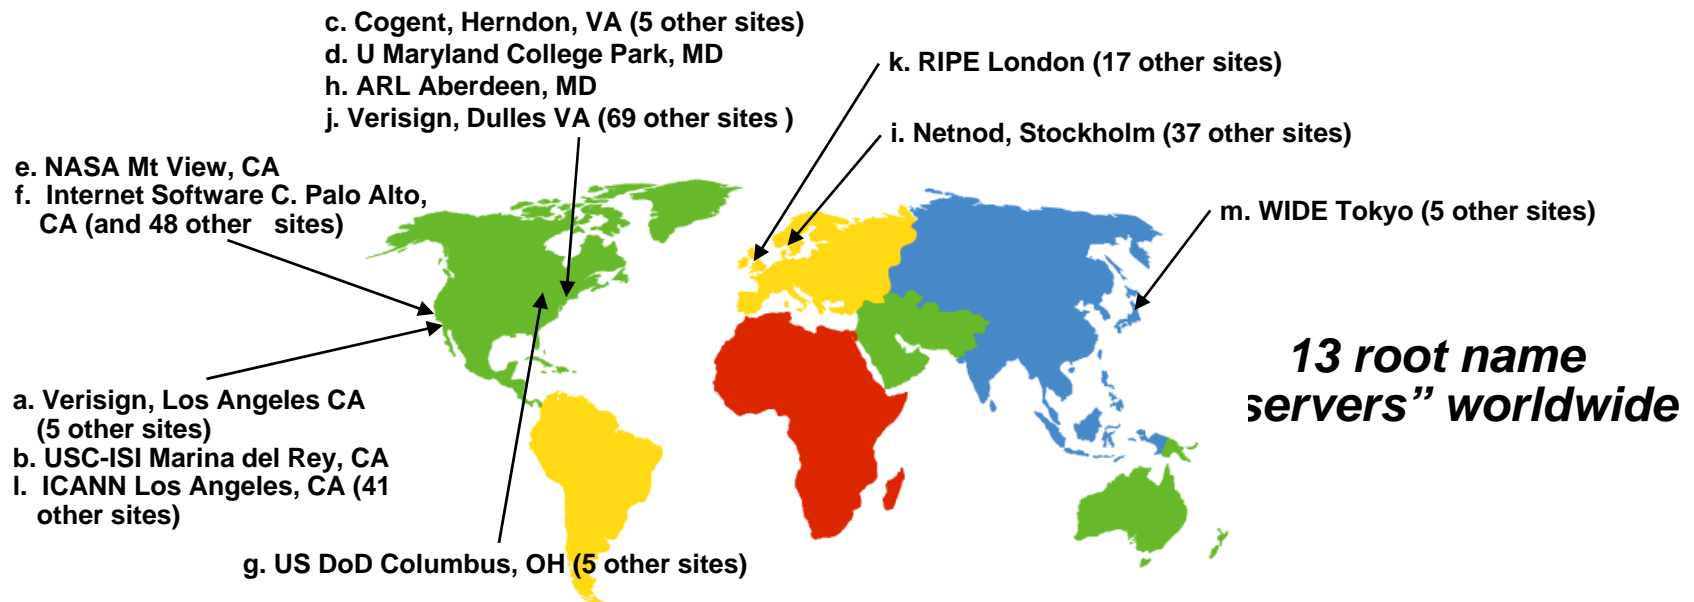 c. Cogent, Herndon, VA (5 other sites)
d. U Maryland College Park, MD
h. ARL Aberdeen, MD
j. Verisign, Dulles VA (69 other sites )
k. RIPE London (17 other sites)
i. Netnod, Stockholm (37 other sites)
e. NASA Mt View, CA
f. Internet Software C. Palo Alto,
CA (and 48 other sites)
m. WIDE Tokyo (5 other sites)
13 root name
servers” worldwide
a. Verisign, Los Angeles CA
(5 other sites)
b. USC-ISI Marina del Rey, CA
l. ICANN Los Angeles, CA (41
other sites)
g. US DoD Columbus, OH (5 other sites)